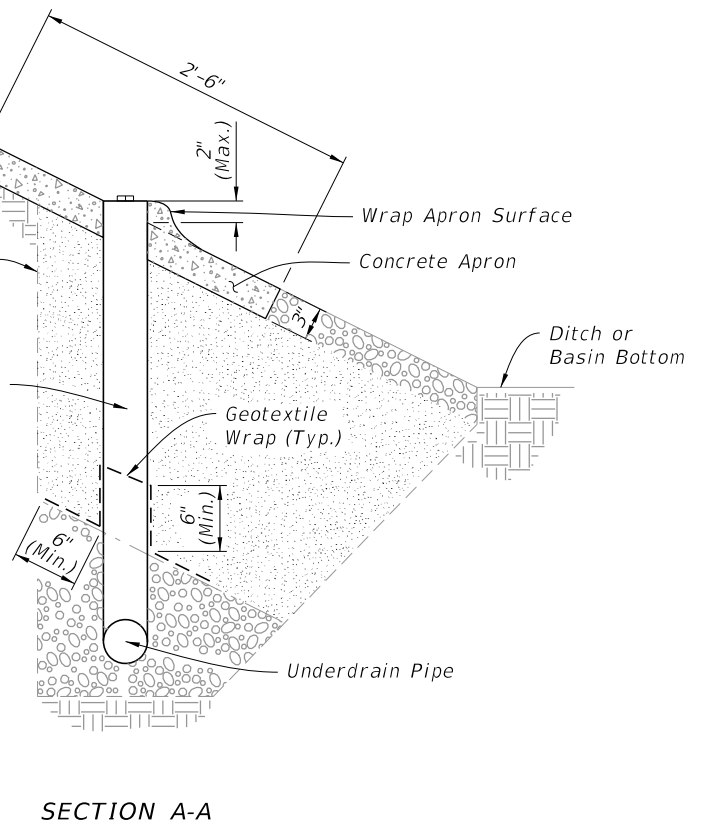 2'-6"
2"
(Max.)
Wrap Apron Surface
Concrete Apron
3"
Ditch or
Basin Bottom
Geotextile
Wrap (Typ.)
6"
(Min.)
6"
(Min.)
Underdrain Pipe
SECTION A-A